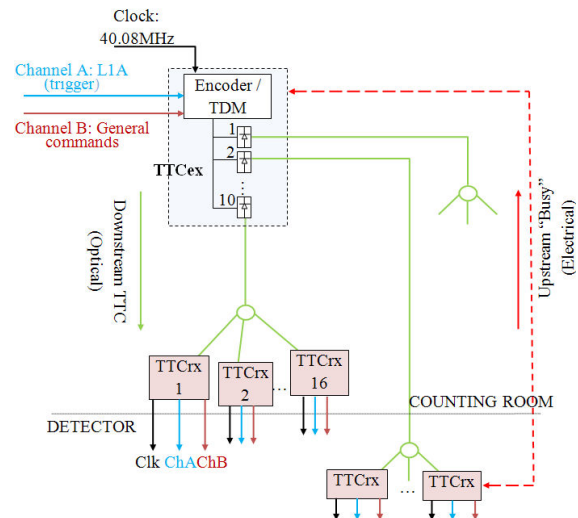 Clock:
40.08MHz
Channel A: L1A
(trigger)
Encoder /
TDM
Channel B: General
commands
1
TTCex
2
⋮
10
Downstream TTC
(Optical)
Upstream “Busy”
(Electrical)
TTCrx
1
TTCrx
2
...
TTCrx
16
COUNTING ROOM
DETECTOR
Clk ChA ChB
TTCrx
...
TTCrx